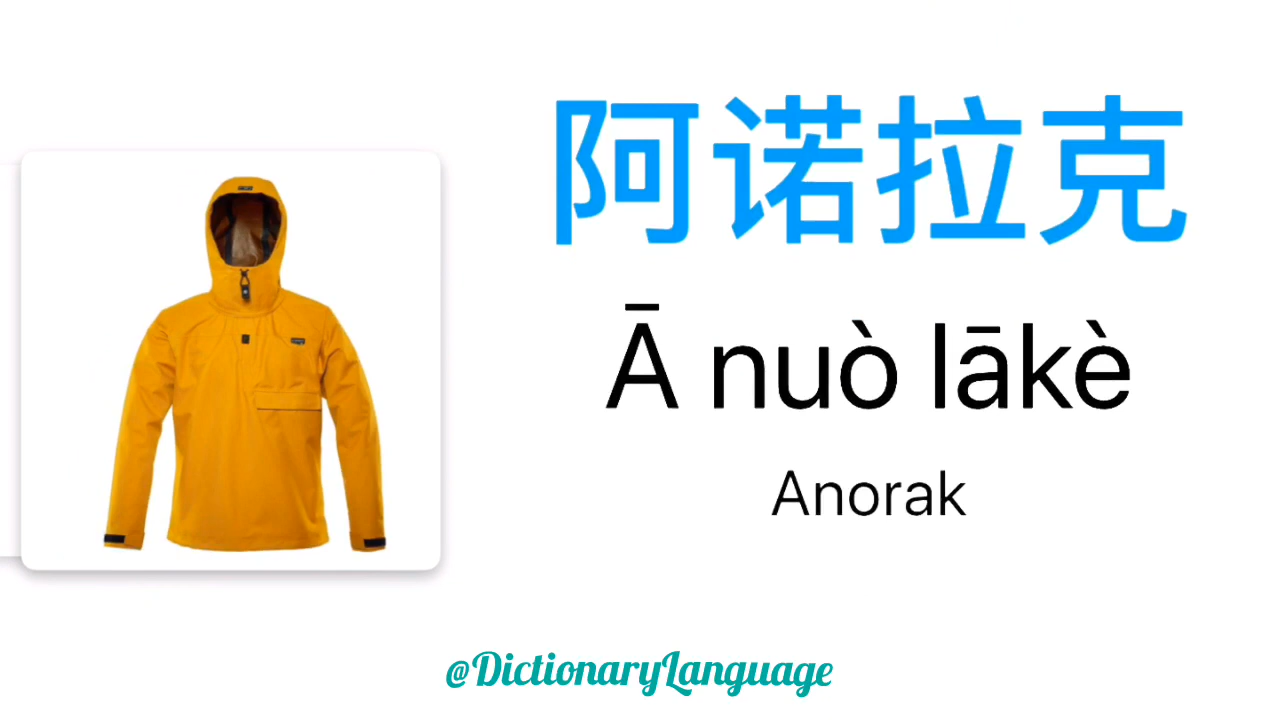 阿诺拉克
Ā nuò lākè
Anorak
@DictionaryLanguage